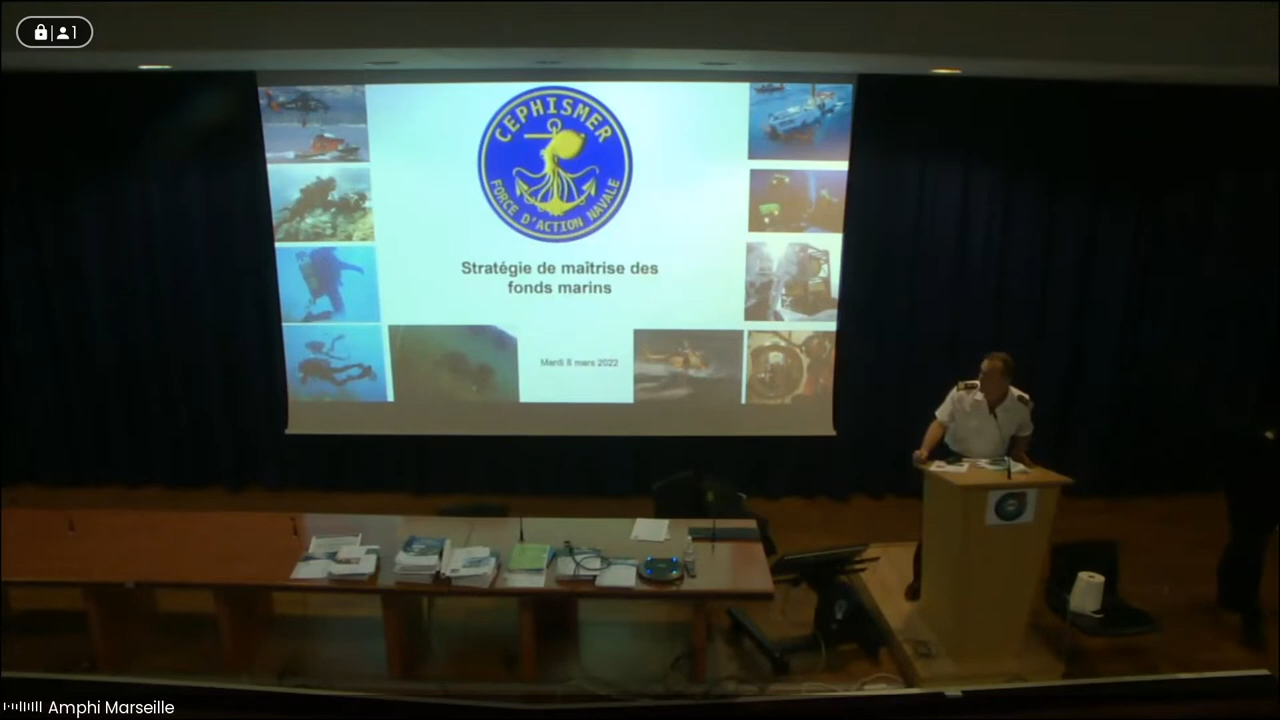 1
CEPHISMER
FORCE D'ACTION NAVALE
Stratégie de maîtrise des
fonds marins
Mardi 8 mars 2022
Amphi Marseille